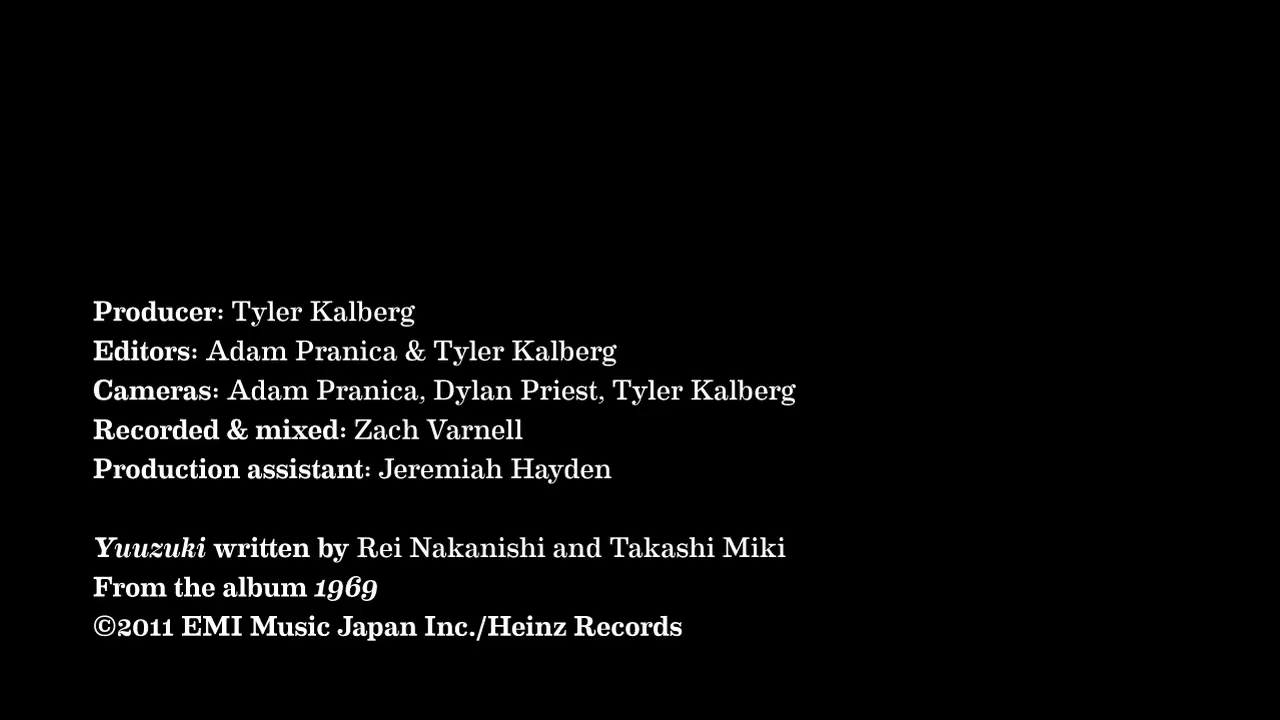 Producer: Tyler Kalberg
Editors: Adam Pranica & Tyler Kalberg
Cameras: Adam Pranica, Dylan Priest, Tyler Kalberg
Recorded & mixed: Zach Varnell
Production assistant: Jeremiah Hayden
Yuuzuki written by Rei Nakanishi and Takashi Miki
From the album 1969
©2011 EMI Music Japan Inc./Heinz Records